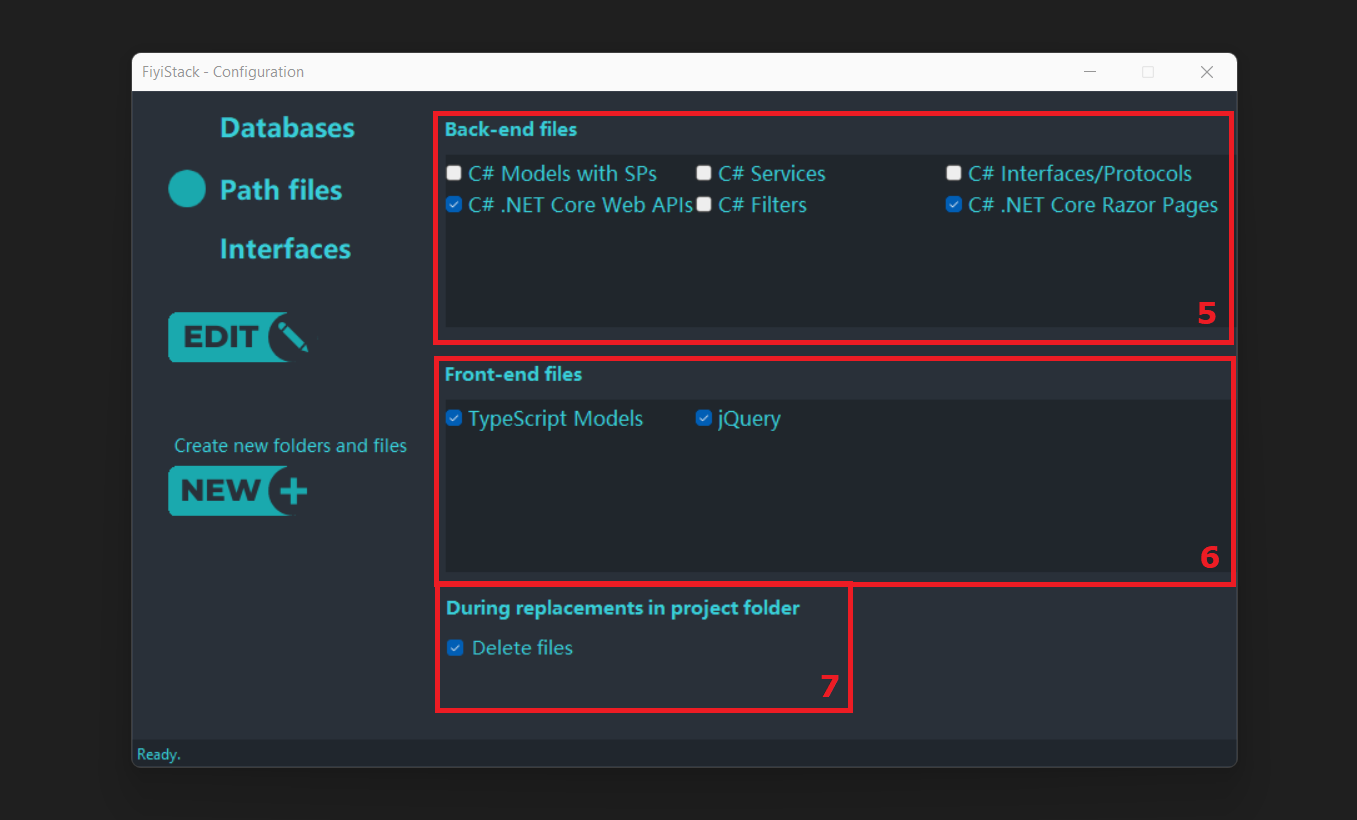 FiyiStack - Configuration
Databases
Path files
Interfaces
EDIT
Create new folders and files
NEW
Back-end files
C# Models with SPs C# Services C# Interfaces/Protocols
C# .NET Core Web APIs C# Filters C# .NET Core Razor Pages
5
Front-end files
TypeScript Models jQuery
6
During replacements in project folder
Delete files
7
Ready.